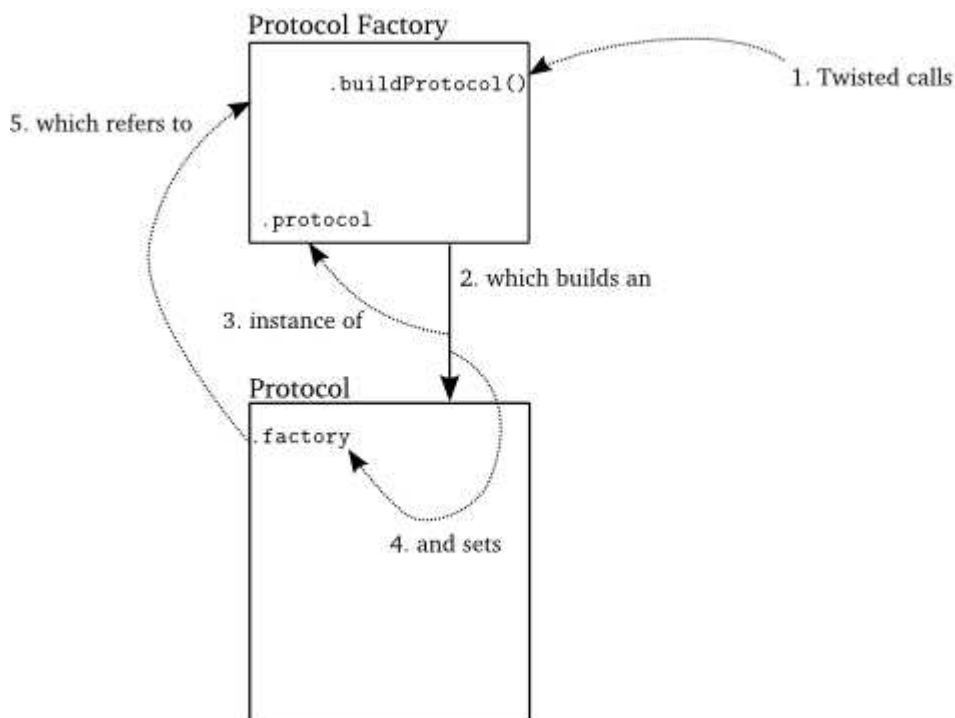 Protocol Factory
.buildProtocol()
1. Twisted calls
5. which refers to
.protocol
2. which builds an
3. instance of
Protocol
.factory
4. and sets